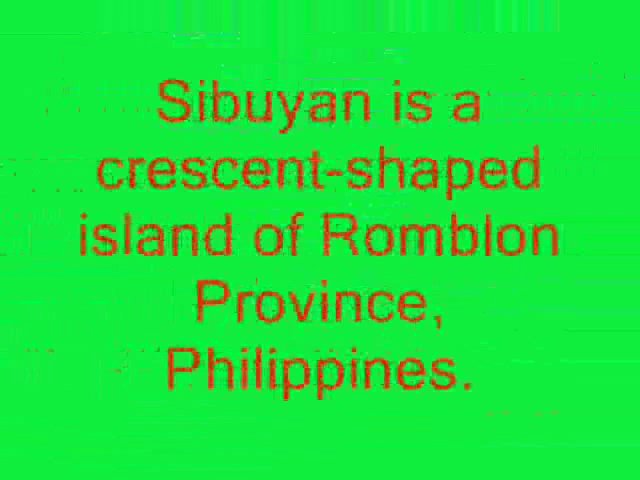 Sibuyan is a
crescent-shaped
island of Romblon
Province,
Philippines.